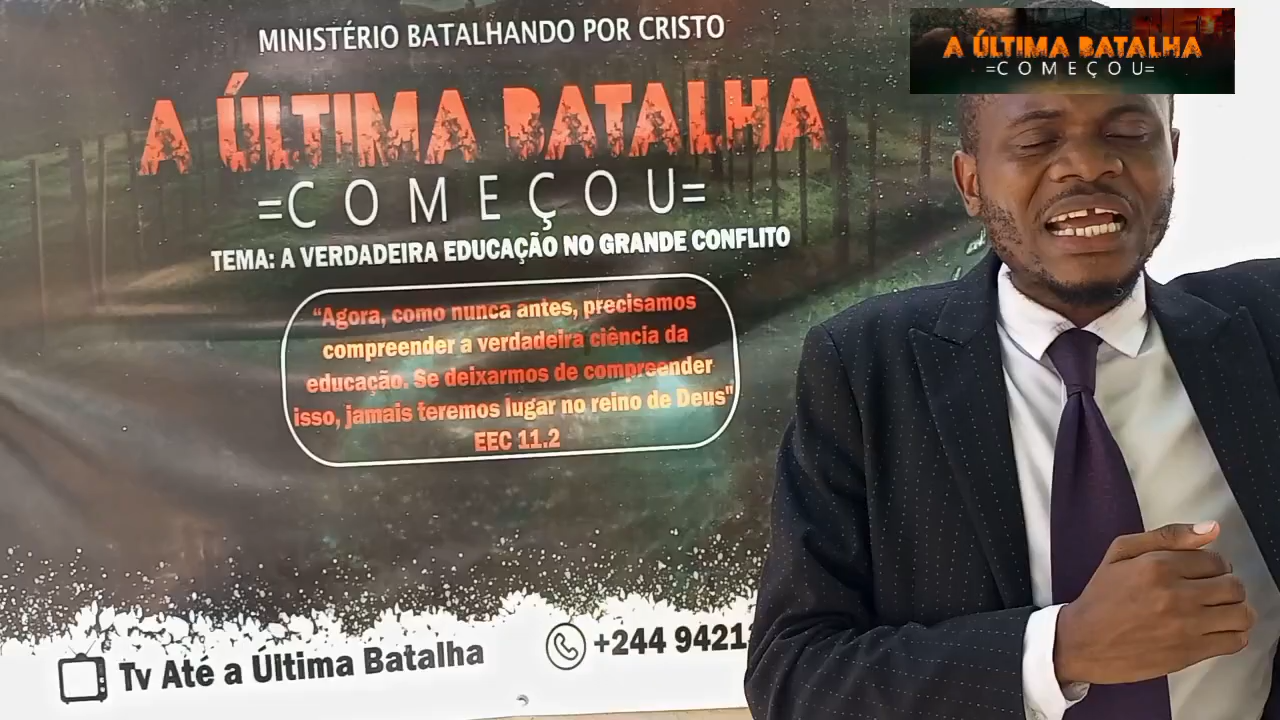 MINISTÉRIO BATALHANDO POR CRISTO
A ÚLTIMA BATALHA
=COMEÇOU=
TEMA: A VERDADEIRA EDUCAÇÃO NO GRANDE CONFLITO
"Agora, como nunca antes, precisamos
compreender a verdadeira ciência da
educação. Se deixarmos de compreender
isso, jamais teremos lugar no reino de Deus"
EEC 11.2
Tv Até a Última Batalha
+244 9421
A ÚLTIMA BATALHA
=COMEÇOU=